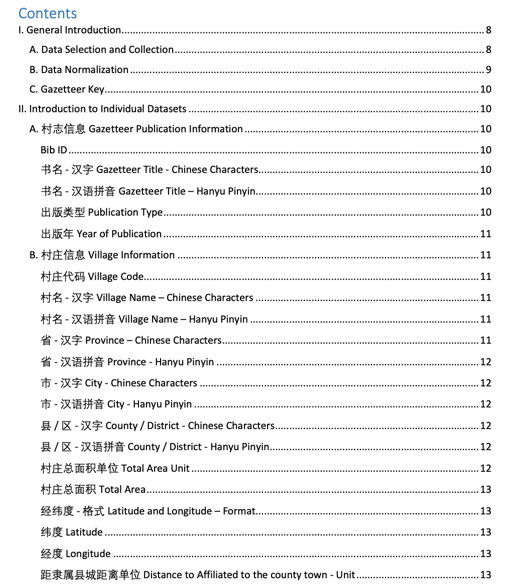 Contents
I. General Introduction 8
A. Data Selection and Collection 8
B. Data Normalization 9
C. Gazetteer Key 10
II. Introduction to Individual Datasets 10
A. 村志信息 Gazetteer Publication Information 10
Bib ID 10
书名 - 汉字 Gazetteer Title - Chinese Characters 10
书名 - 汉语拼音 Gazetteer Title – Hanyu Pinyin 10
出版类型 Publication Type 10
出版年 Year of Publication 11
B. 村庄信息 Village Information 11
村庄代码 Village Code 11
村名 - 汉字 Village Name – Chinese Characters 11
村名 - 汉语拼音 Village Name – Hanyu Pinyin 11
省 - 汉字 Province – Chinese Characters 11
省 - 汉语拼音 Province - Hanyu Pinyin 12
市 - 汉字 City - Chinese Characters 12
市 - 汉语拼音 City - Hanyu Pinyin 12
县 / 区 - 汉字 County / District - Chinese Characters 12
县 / 区 - 汉语拼音 County / District - Hanyu Pinyin 12
村庄总面积单位 Total Area Unit 12
村庄总面积 Total Area 13
经纬度 - 格式 Latitude and Longitude – Format 13
纬度 Latitude 13
经度 Longitude 13
距隶属县城距离单位 Distance to Affiliated to the county town - Unit 13